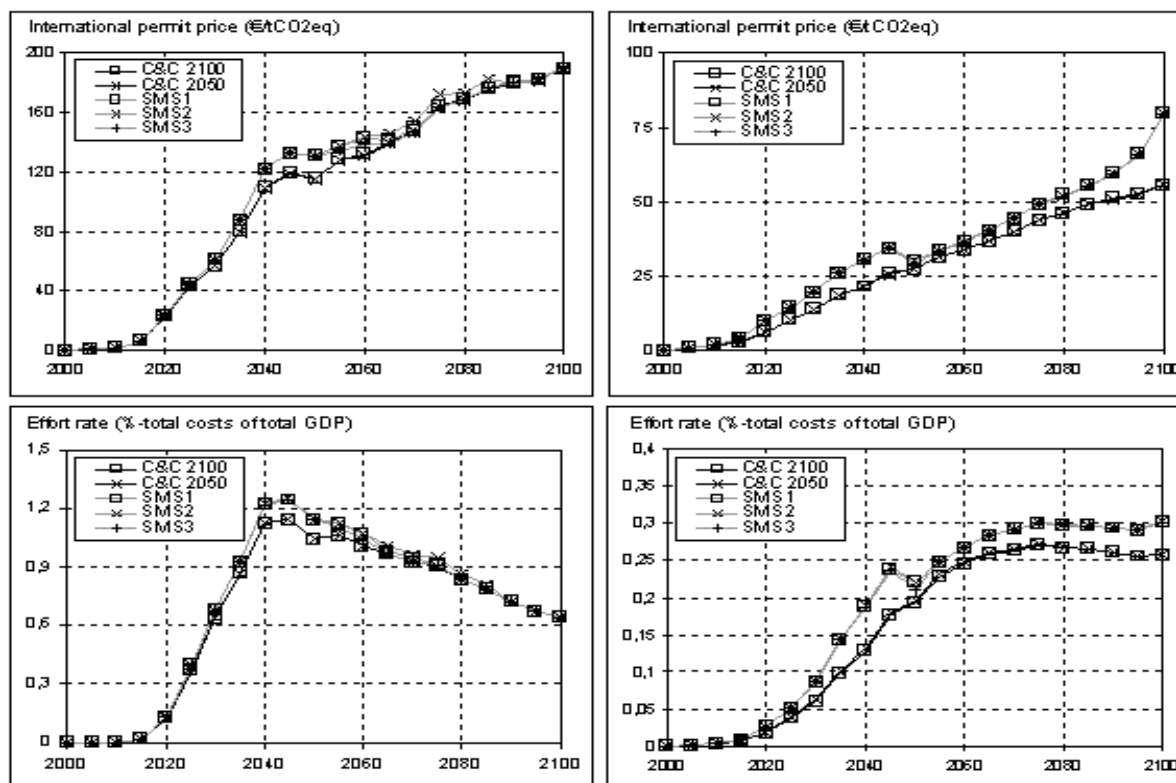 International permit price (€/tCO2eq)
200
160
120
80
40
0
C&C 2100
C&C 2050
SMS1
SMS2
SMS3
2000 2020 2040 2060 2080 2100
International permit price (€/tCO2eq)
100
75
50
25
0
C&C 2100
C&C 2050
SMS1
SMS2
SMS3
2000 2020 2040 2060 2080 2100
Effort rate (%-total costs of total GDP)
1,5
1,2
0,9
0,6
0,3
0
C&C 2100
C&C 2050
SMS1
SMS2
SMS3
2000 2020 2040 2060 2080 2100
Effort rate (%-total costs of total GDP)
0,4
0,35
0,3
0,25
0,2
0,15
0,1
0,05
0
C&C 2100
C&C 2050
SMS1
SMS2
SMS3
2000 2020 2040 2060 2080 2100